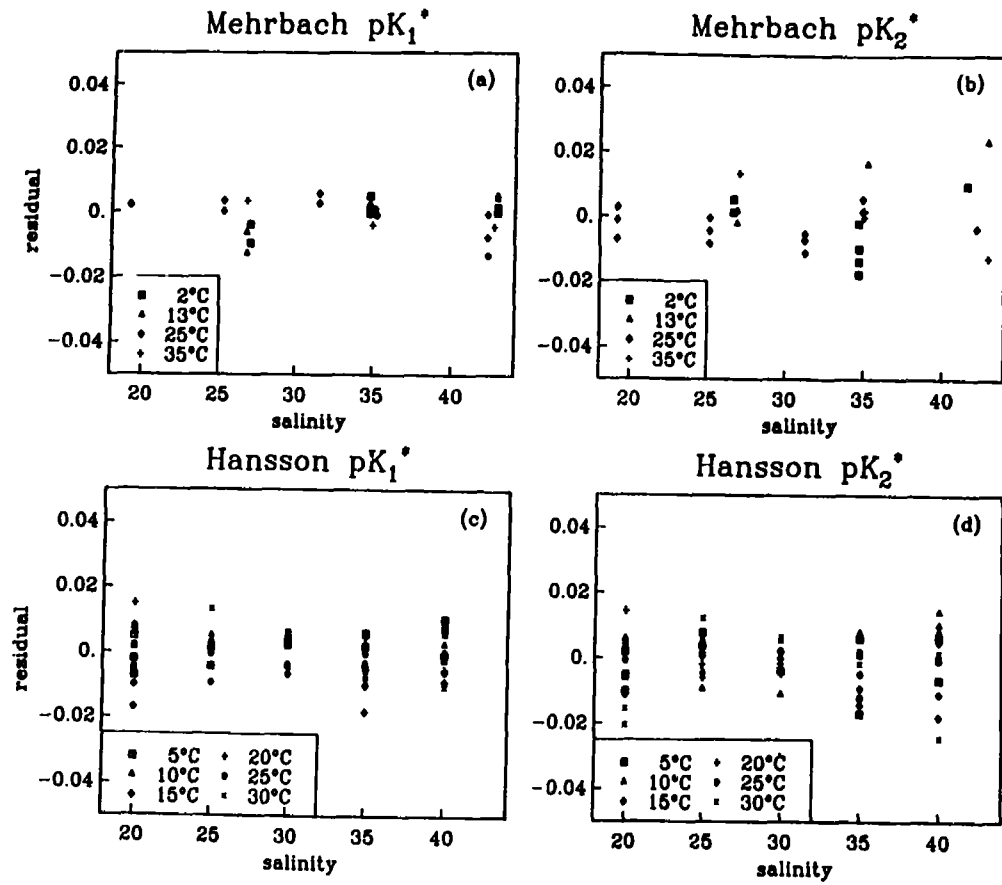 Mehrbach pK1*
(a)
0.04
0.02
0.
-0.02
-0.04
residual
2°C
13°C
25°C
35°C
20 25 30 35 40
salinity
Mehrbach pK2*
(b)
0.04
0.02
0.
-0.02
-0.04
2°C
13°C
25°C
35°C
20 25 30 35 40
salinity
Hansson pK1*
(c)
0.04
0.02
0.
-0.02
-0.04
residual
5°C 20°C
10°C 25°C
15°C 30°C
20 25 30 35 40
salinity
Hansson pK2*
(d)
0.04
0.02
0.
-0.02
-0.04
5°C 20°C
10°C 25°C
15°C 30°C
20 25 30 35 40
salinity